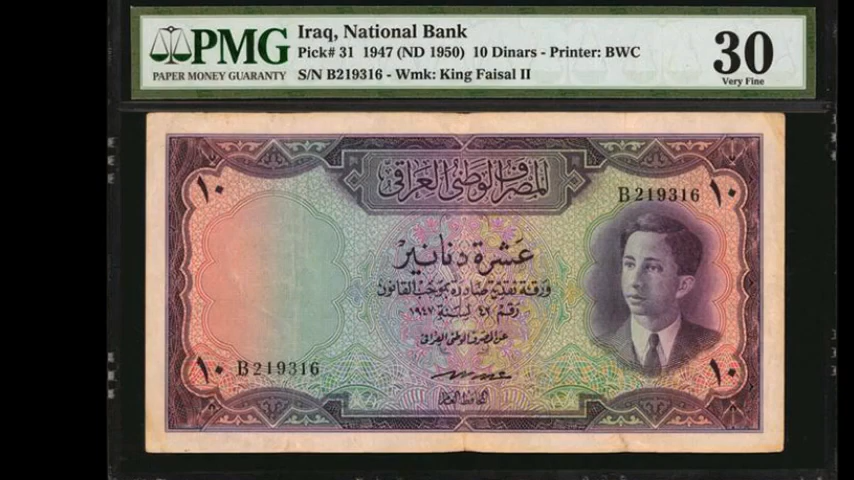 PMG
PAPER MONEY GUARANTY
Iraq, National Bank
Pick# 31 1947 (ND 1950) 10 Dinars - Printer: BWC
S/N B219316 - Wmk: King Faisal II
30
Very Fine
المصرف الوطني العراقي
١٠
١٠
B219316
عشرة دنانير
ورقة نقدية صادرة بموجب القانون
رقم ٤٢ لسنة ١٩٤٧
عن المصرف الوطني العراقي
١٠
B219316
١٠
المحافظ العام